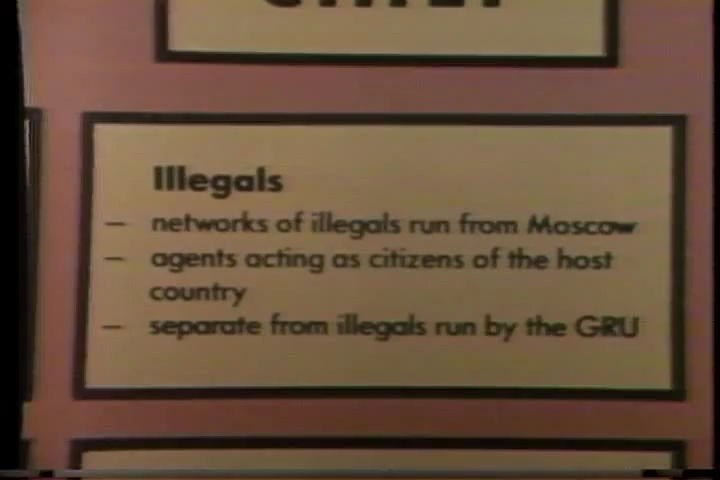 Illegals
— networks of illegals run from Moscow
— agents acting as citizens of the host
country
— separate from illegals run by the GRU